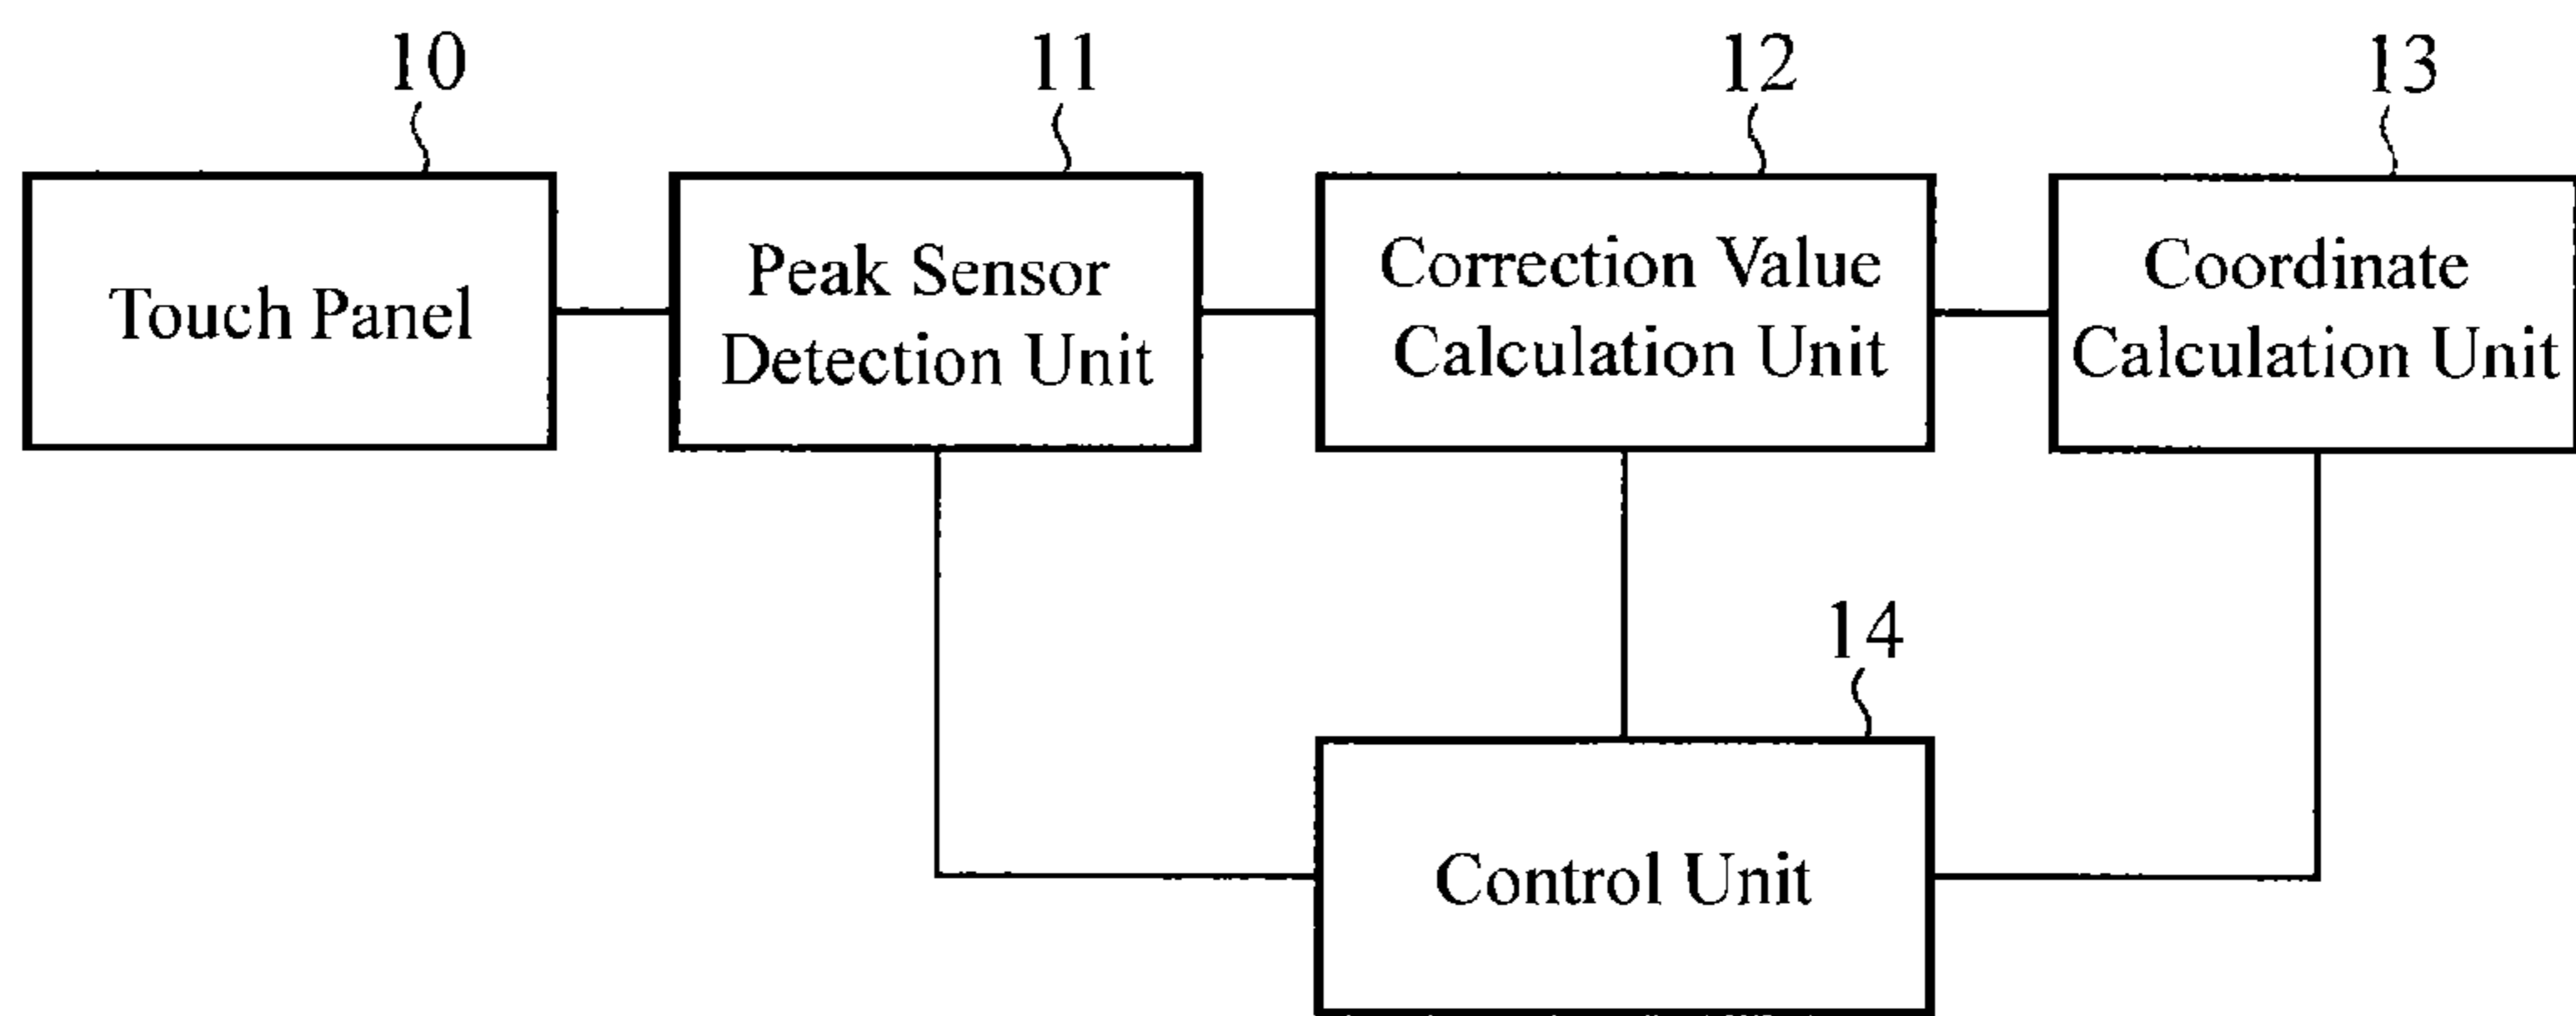 10
11
12
13
Touch Panel
Peak Sensor
Detection Unit
Correction Value
Calculation Unit
Coordinate
Calculation Unit
14
Control Unit